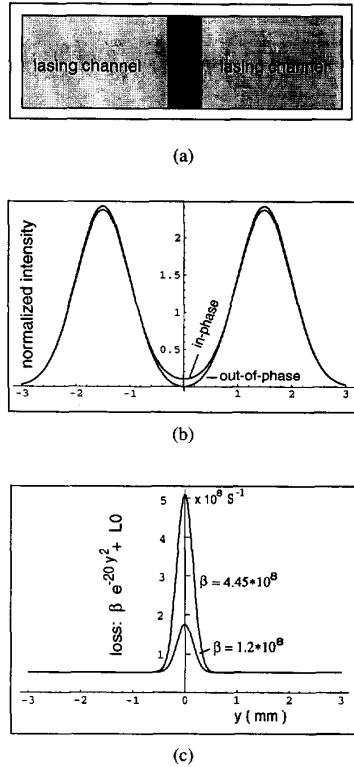 lasing channel lasing channel
(a)
normalized intensity
2
1.5
1
0.5
in-phase
out-of-phase
-3 -2 -1 0 1 2 3
(b)
loss: β e^-20y² + L0
5 x 10⁸ S⁻¹
4
β = 4.45*10⁸
3
2
β = 1.2*10⁸
1
-3 -2 -1 0 1 2 3
y ( mm )
(c)